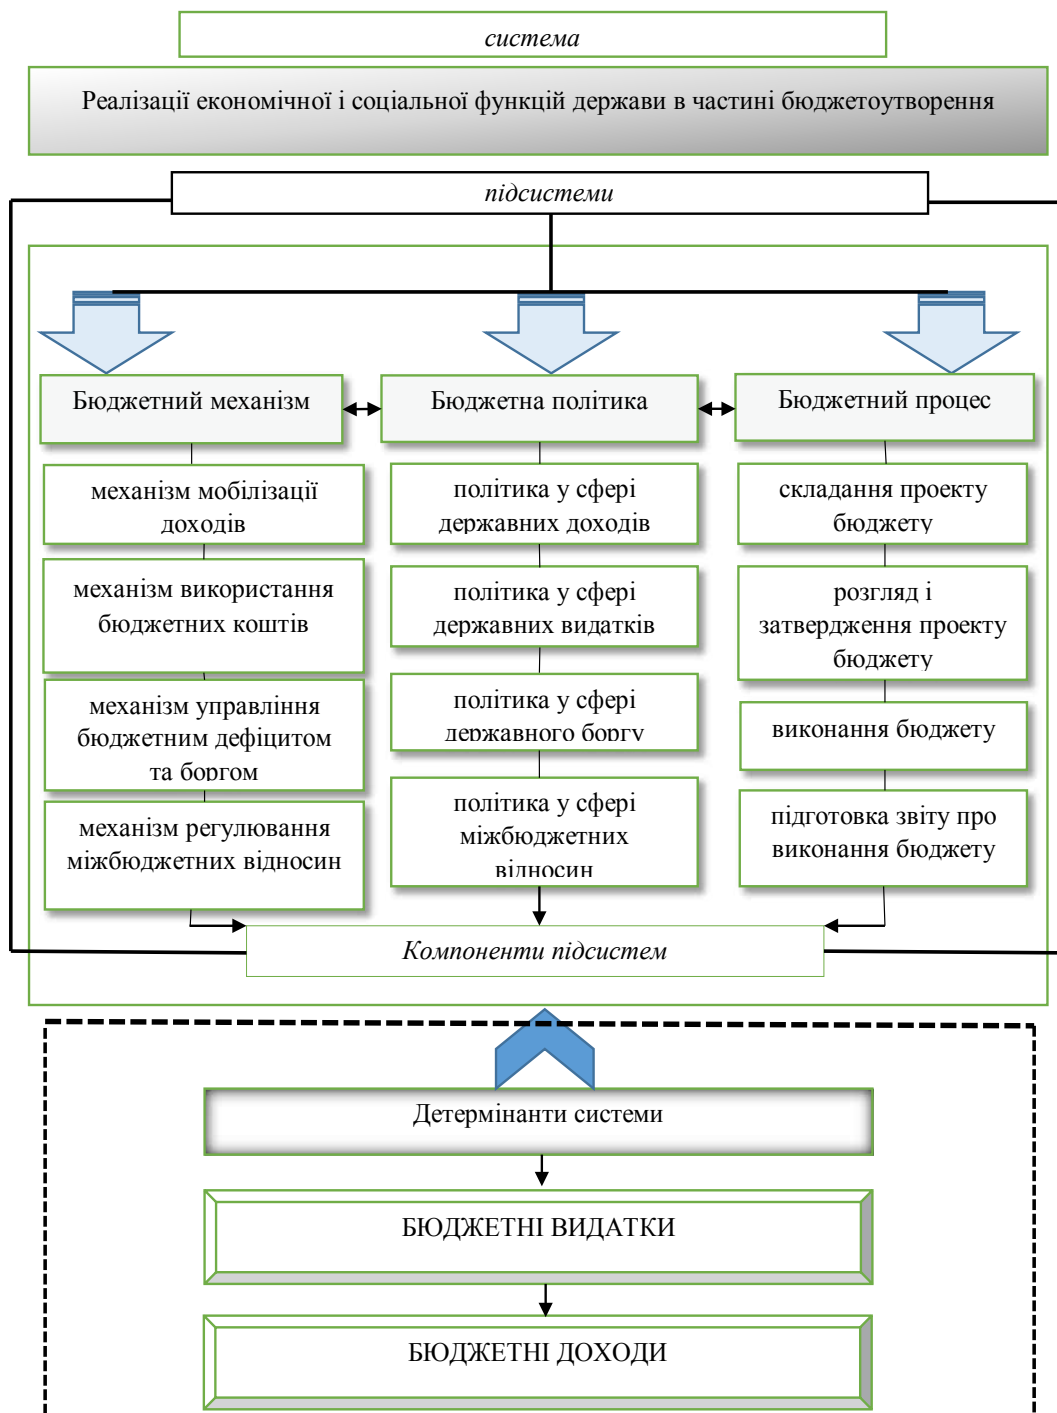 система
Реалізації економічної і соціальної функцій держави в частині бюджетоутворення
підсистеми
Бюджетний механізм
Бюджетна політика
Бюджетний процес
механізм мобілізації
доходів
механізм використання
бюджетних коштів
механізм управління
бюджетним дефіцитом
та боргом
механізм регулювання
міжбюджетних відносин
політика у сфері
державних доходів
політика у сфері
державних видатків
політика у сфері
державного боргу
політика у сфері
міжбюджетних
відносин
складання проекту
бюджету
розгляд і
затвердження проекту
бюджету
виконання бюджету
підготовка звіту про
виконання бюджету
Компоненти підсистем
Детермінанти системи
БЮДЖЕТНІ ВИДАТКИ
БЮДЖЕТНІ ДОХОДИ